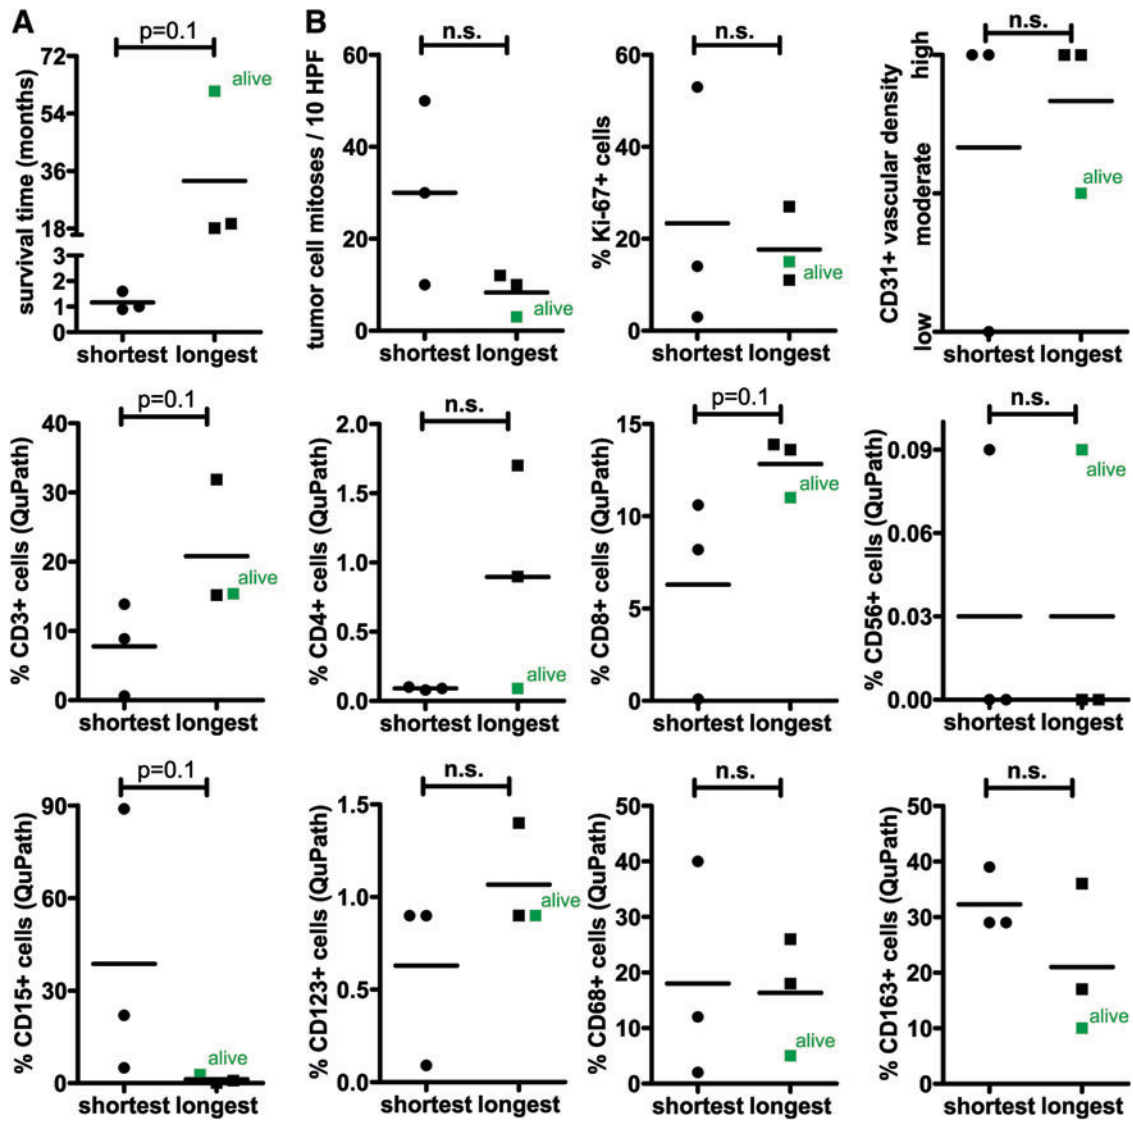 A
B
p=0.1
n.s.
n.s.
n.s.
survival time (months)
72
54
36
18
3
2
1
0
alive
shortest longest
tumor cell mitoses / 10 HPF
60
40
20
0
alive
shortest longest
% Ki-67+ cells
60
40
20
0
alive
shortest longest
CD31+ vascular density
high
moderate
low
alive
shortest longest
p=0.1
n.s.
p=0.1
n.s.
% CD3+ cells (QuPath)
40
30
20
10
0
alive
shortest longest
% CD4+ cells (QuPath)
2.0
1.5
1.0
0.5
0.0
alive
shortest longest
% CD8+ cells (QuPath)
15
10
5
0
alive
shortest longest
% CD56+ cells (QuPath)
0.09
0.06
0.03
0.00
alive
shortest longest
p=0.1
n.s.
n.s.
n.s.
% CD15+ cells (QuPath)
90
60
30
0
alive
shortest longest
% CD123+ cells (QuPath)
1.5
1.0
0.5
0.0
alive
shortest longest
% CD68+ cells (QuPath)
50
40
30
20
10
0
alive
shortest longest
% CD163+ cells (QuPath)
50
40
30
20
10
0
alive
shortest longest